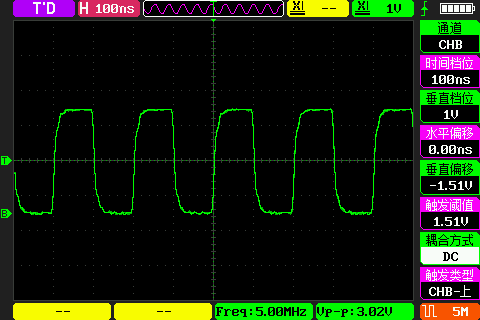 T'D H 100ns -- 1V
通道
CHB
时间档位
100ns
垂直档位
1V
水平偏移
0.00ns
垂直偏移
-1.51V
触发阈值
1.51V
耦合方式
DC
触发类型
CHB-上
T
B
-- -- Freq:5.00MHz Vp-p:3.02V 5M